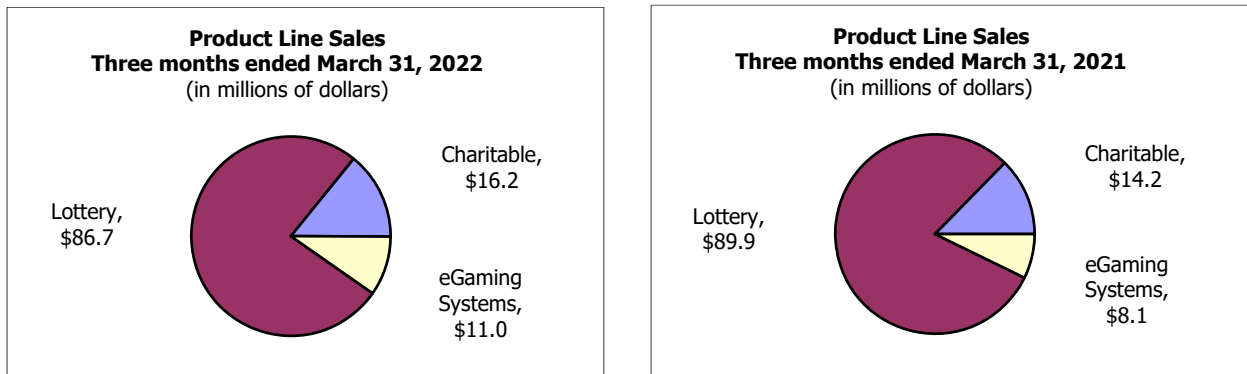 Product Line Sales
Three months ended March 31, 2022
(in millions of dollars)
Charitable,
$16.2
Lottery,
$86.7
eGaming
Systems,
$11.0
Product Line Sales
Three months ended March 31, 2021
(in millions of dollars)
Charitable,
$14.2
Lottery,
$89.9
eGaming
Systems,
$8.1